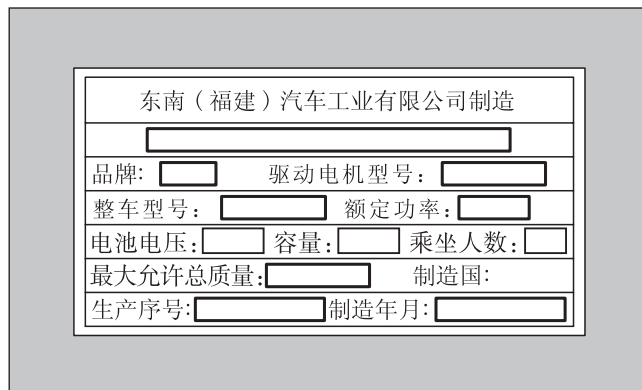 东南（福建）汽车工业有限公司制造
品牌: 驱动电机型号：
整车型号： 额定功率:
电池电压: 容量: 乘坐人数:
最大允许总质量: 制造国:
生产序号: 制造年月: